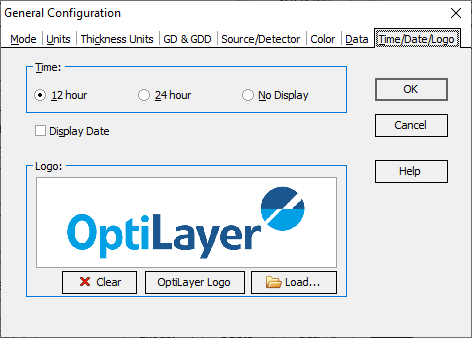 General Configuration
Mode Units Thickness Units GD & GDD Source/Detector Color Data Time/Date/Logo
Time:
12 hour 24 hour No Display
OK
Display Date
Cancel
Logo:
Help
OptiLayer
Clear OptiLayer Logo Load...